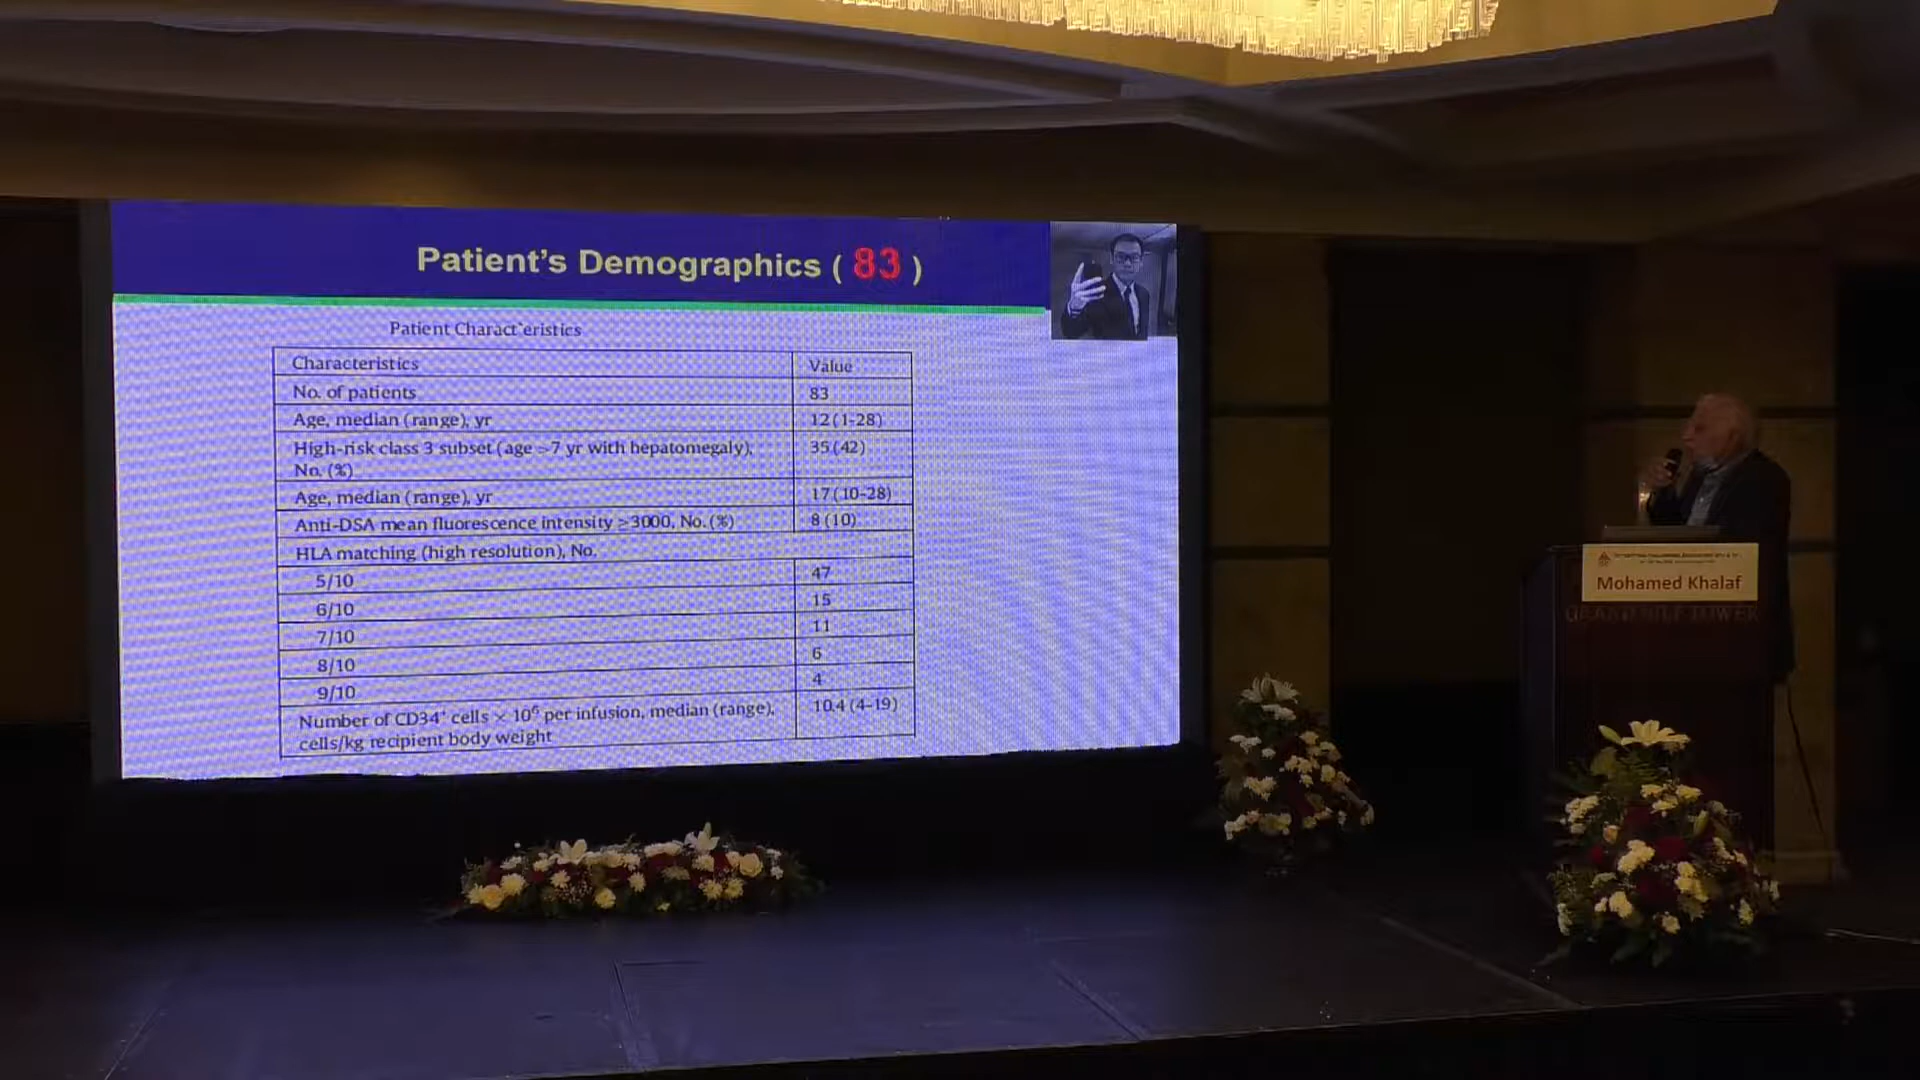 Patient's Demographics ( 83 )
Patient Charact`eristics
Characteristics Value
No. of patients 83
Age, median (range), yr 12 (1-28)
High-risk class 3 subset (age >7 yr with hepatomegaly), 35 (42)
No. (%)
Age, median (range), yr 17 (10-28)
Anti-DSA mean fluorescence intensity ≥3000, No. (%) 8 (10)
HLA matching (high resolution), No.
5/10 47
6/10 15
7/10 11
8/10 6
9/10 4
Number of CD34⁺ cells × 10⁶ per infusion, median (range), 10.4 (4-19)
cells/kg recipient body weight
Mohamed Khalaf
GRAND NILE TOWER